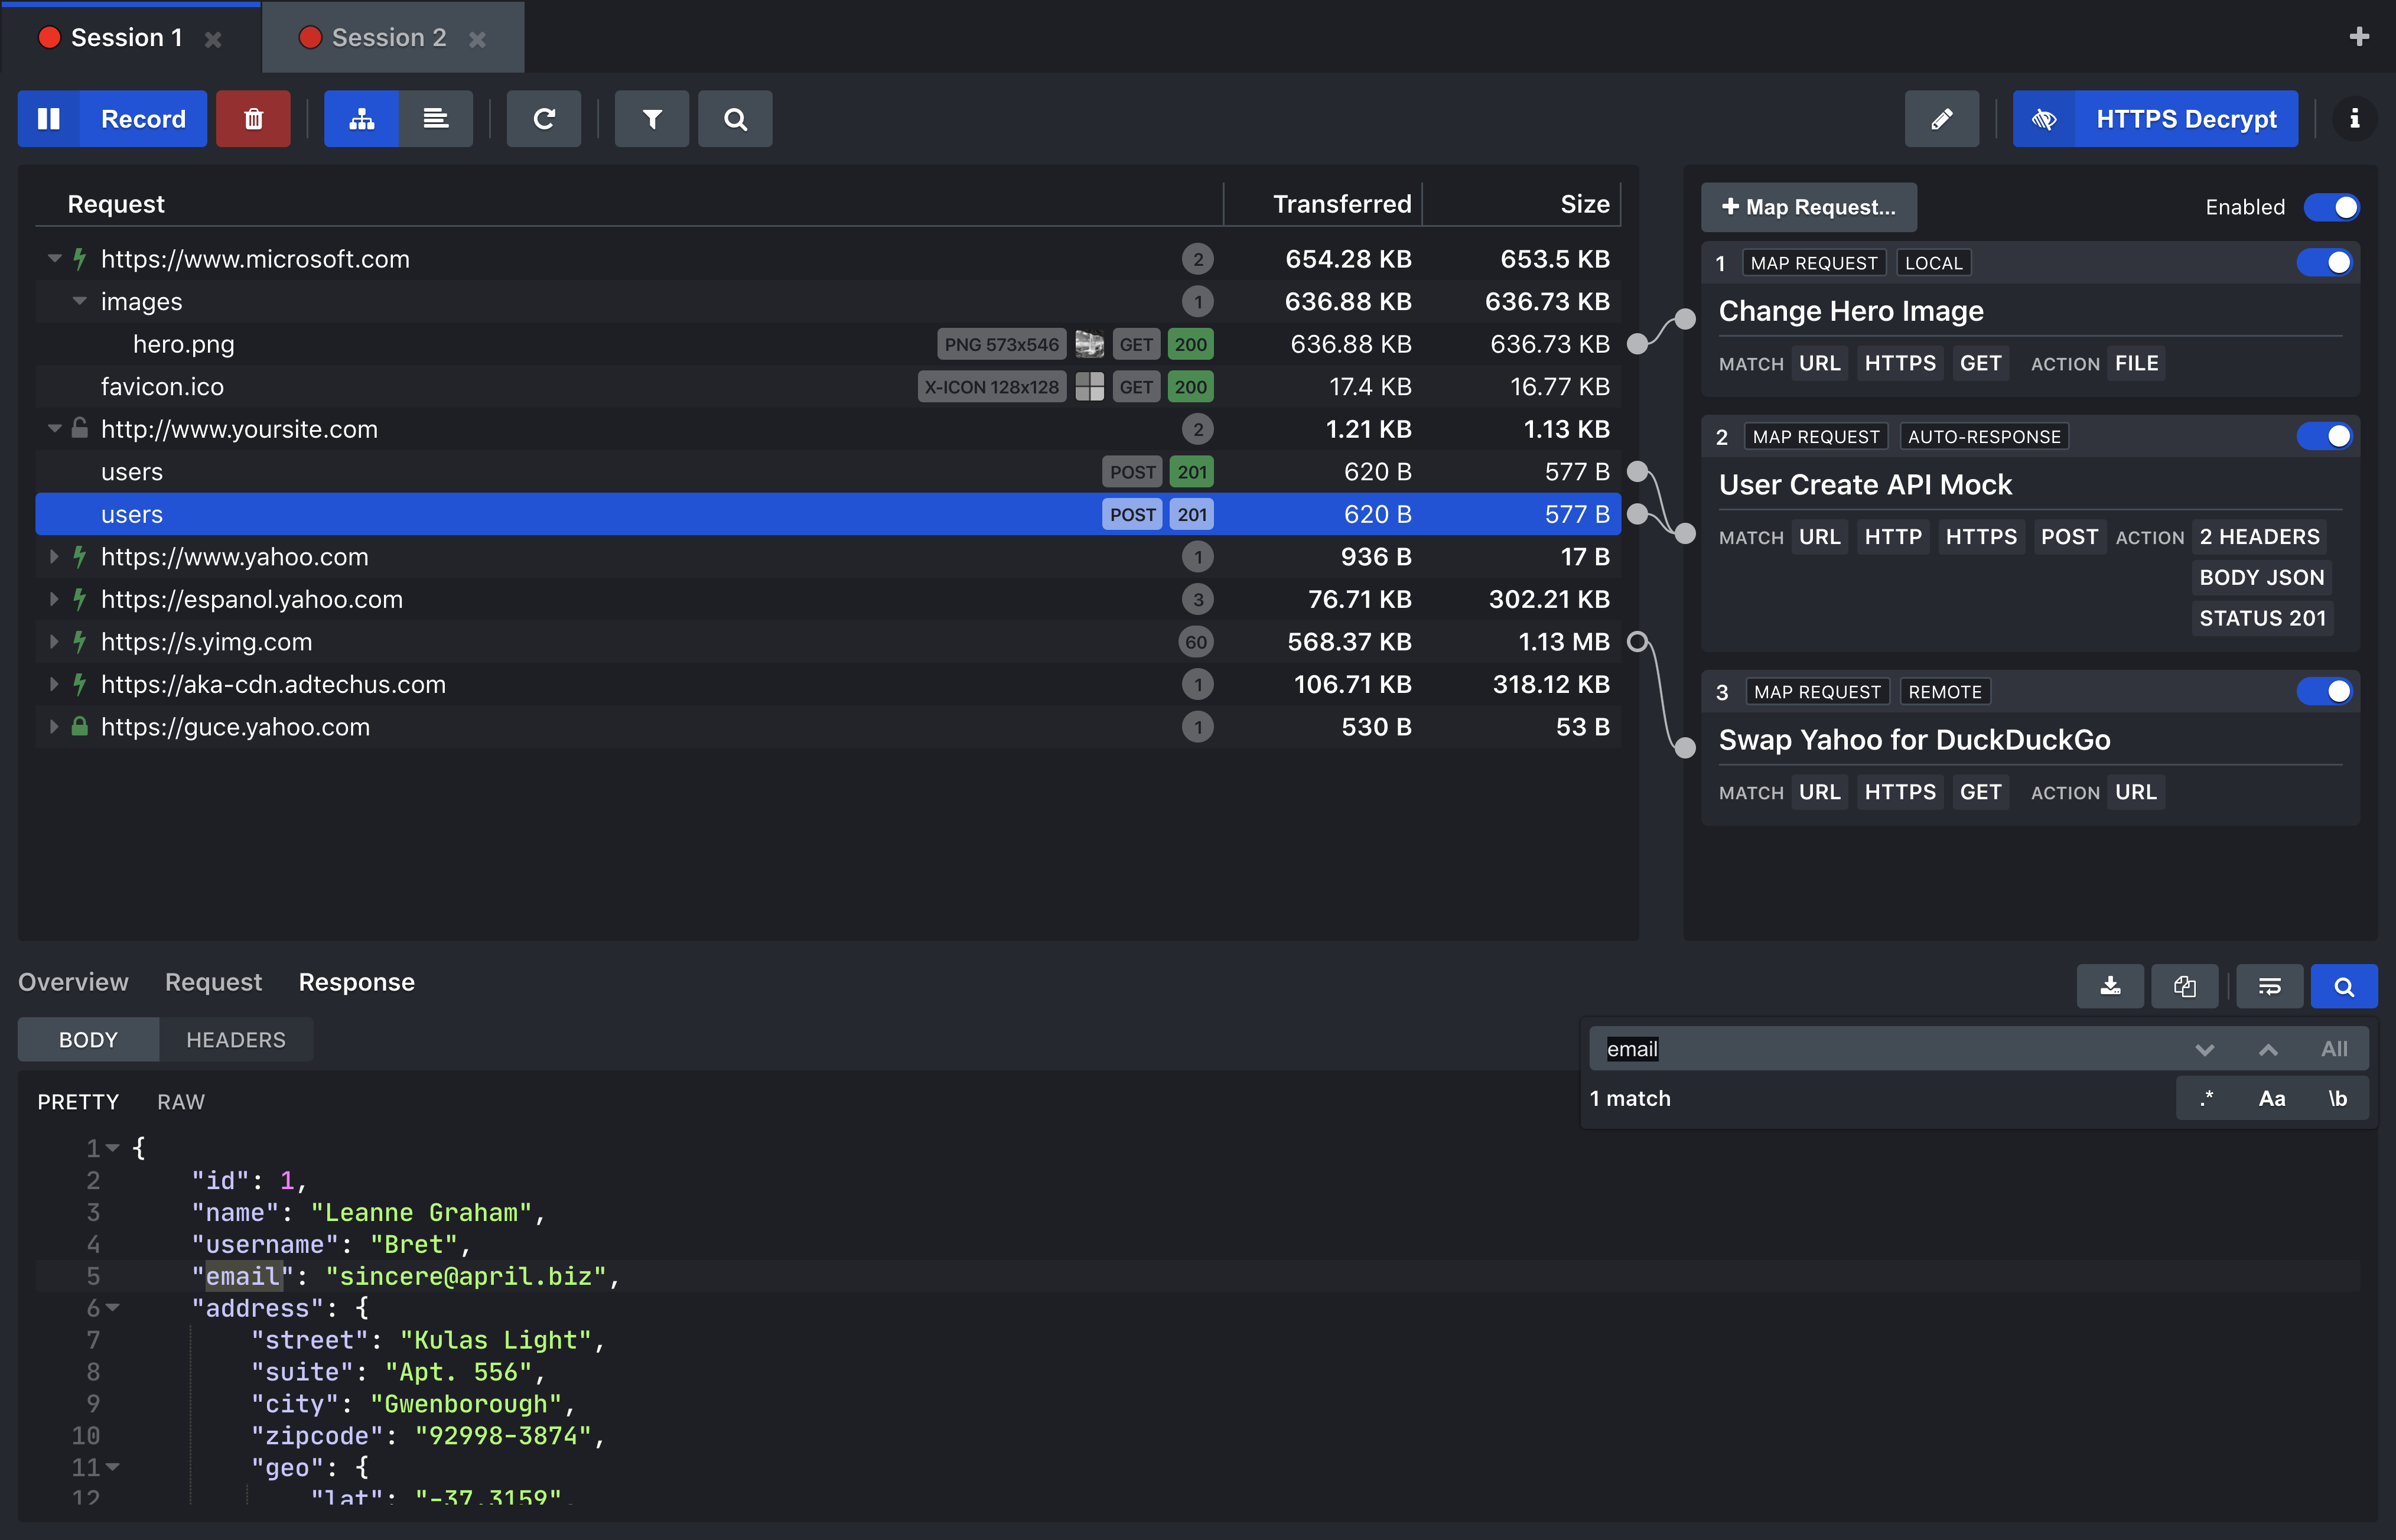 Session 1
Session 2
Record
HTTPS Decrypt
Request Transferred Size
https://www.microsoft.com 2 654.28 KB 653.5 KB
images 1 636.88 KB 636.73 KB
hero.png PNG 573x546 GET 200 636.88 KB 636.73 KB
favicon.ico X-ICON 128x128 GET 200 17.4 KB 16.77 KB
http://www.yoursite.com 2 1.21 KB 1.13 KB
users POST 201 620 B 577 B
users POST 201 620 B 577 B
https://www.yahoo.com 1 936 B 17 B
https://espanol.yahoo.com 3 76.71 KB 302.21 KB
https://s.yimg.com 60 568.37 KB 1.13 MB
https://aka-cdn.adtechus.com 1 106.71 KB 318.12 KB
https://guce.yahoo.com 1 530 B 53 B
Map Request... Enabled
1 MAP REQUEST LOCAL
Change Hero Image
MATCH URL HTTPS GET ACTION FILE
2 MAP REQUEST AUTO-RESPONSE
User Create API Mock
MATCH URL HTTP HTTPS POST ACTION 2 HEADERS
BODY JSON
STATUS 201
3 MAP REQUEST REMOTE
Swap Yahoo for DuckDuckGo
MATCH URL HTTPS GET ACTION URL
Overview Request Response
BODY HEADERS
email All
1 match .* Aa \b
PRETTY RAW
1 {
2 "id": 1,
3 "name": "Leanne Graham",
4 "username": "Bret",
5 "email": "sincere@april.biz",
6 "address": {
7 "street": "Kulas Light",
8 "suite": "Apt. 556",
9 "city": "Gwenborough",
10 "zipcode": "92998-3874",
11 "geo": {
12 "lat": "-37.3159",